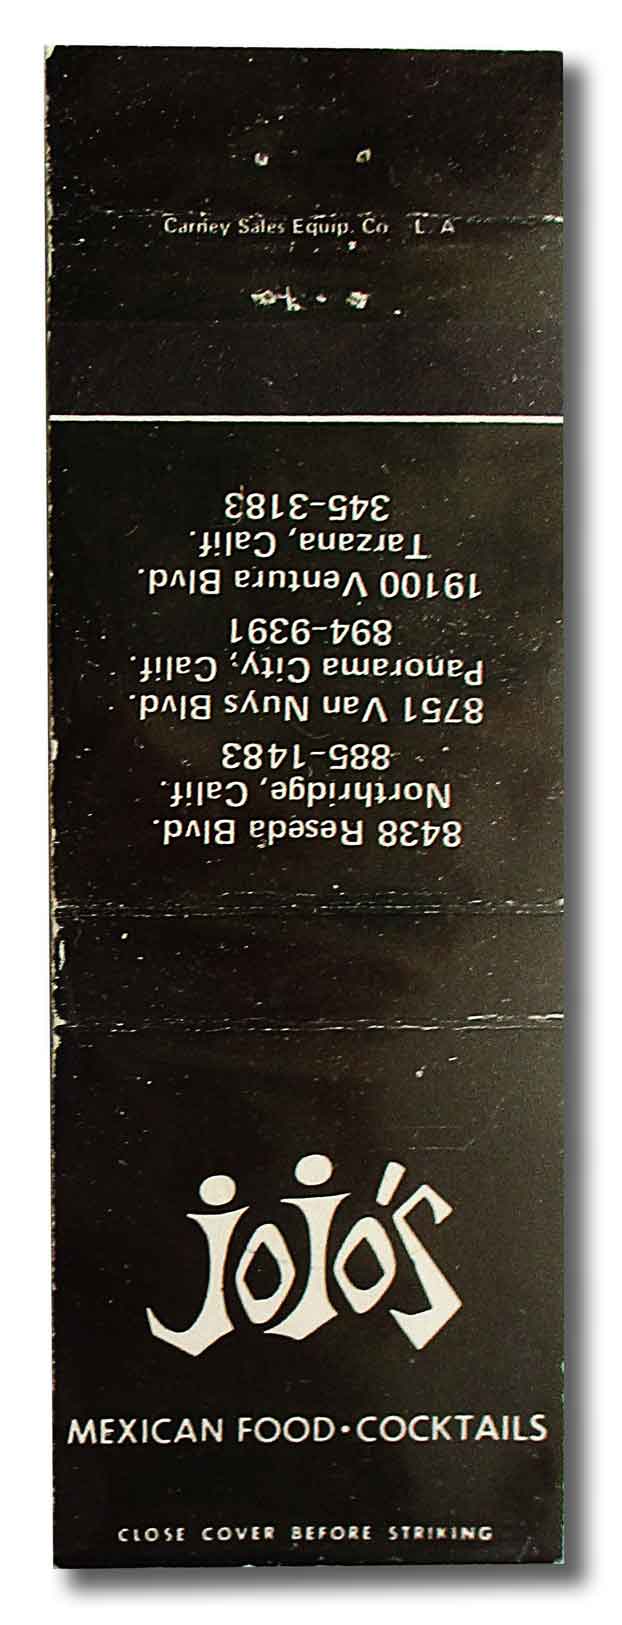 Carney Sales Equip. Co L A
8438 Reseda Blvd.
Northridge, Calif.
885-1483
8751 Van Nuys Blvd.
Panorama City, Calif.
894-9391
19100 Ventura Blvd.
Tarzana, Calif.
345-3183
jojo's
MEXICAN FOOD·COCKTAILS
CLOSE COVER BEFORE STRIKING